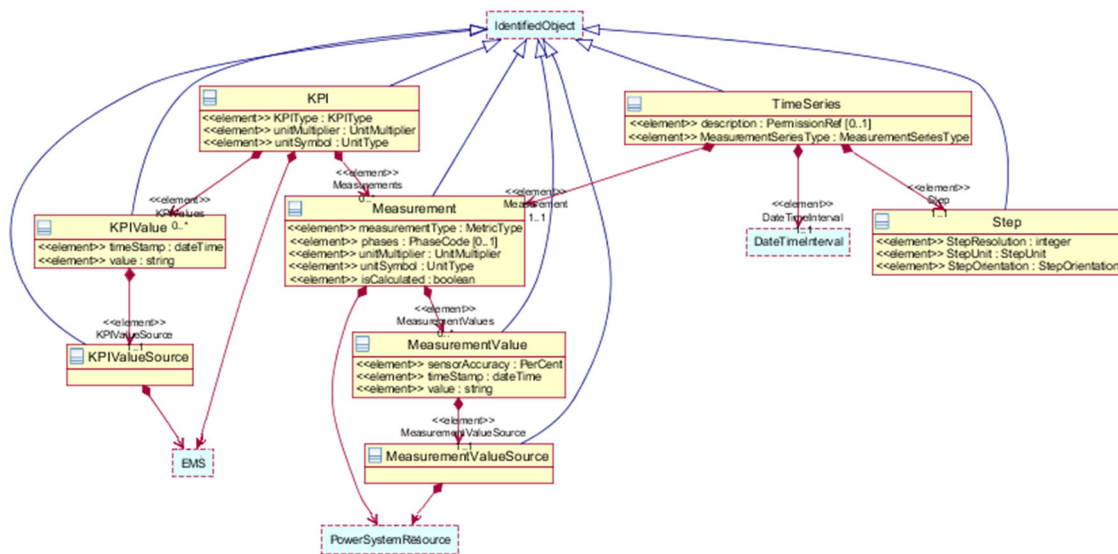 IdentifiedObject
KPI
<<element>> KPIType : KPIType
<<element>> unitMultiplier : UnitMultiplier
<<element>> unitSymbol : UnitType
TimeSeries
<<element>> description : PermissionRef [0..1]
<<element>> MeasurementSeriesType : MeasurementSeriesType
<<element>>
KPIValues
0..*
<<element>>
Measurements
0..*
<<element>>
Measurement
1..1
<<element>>
DateTimeInterval
1..1
<<element>>
Step
1..1
KPIValue
<<element>> timeStamp : dateTime
<<element>> value : string
Measurement
<<element>> measurementType : MetricType
<<element>> phases : PhaseCode [0..1]
<<element>> unitMultiplier : UnitMultiplier
<<element>> unitSymbol : UnitType
<<element>> isCalculated : boolean
DateTimeInterval
Step
<<element>> StepResolution : integer
<<element>> StepUnit : StepUnit
<<element>> StepOrientation : StepOrientation
<<element>>
KPIValueSource
1..1
KPIValueSource
<<element>>
MeasurementValues
0..*
MeasurementValue
<<element>> sensorAccuracy : PerCent
<<element>> timeStamp : dateTime
<<element>> value : string
<<element>>
MeasurementValueSource
1..1
MeasurementValueSource
EMS
PowerSystemResource